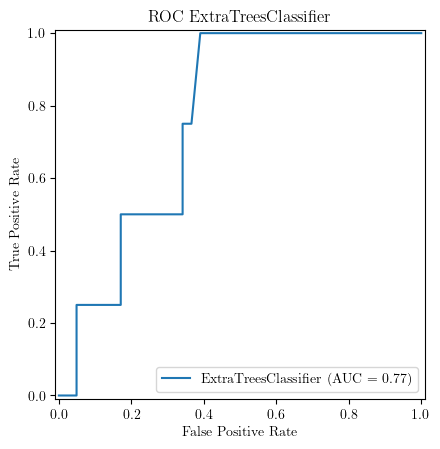 ROC ExtraTreesClassifier
1.0
0.8
0.6
0.4
0.2
0.0
True Positive Rate
ExtraTreesClassifier (AUC = 0.77)
0.0 0.2 0.4 0.6 0.8 1.0
False Positive Rate